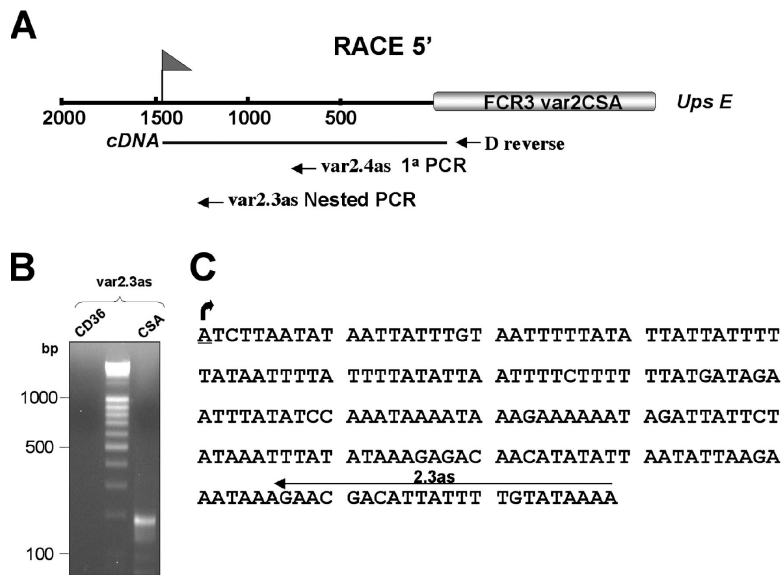 A
RACE 5’
FCR3 var2CSA
Ups E
2000 1500 1000 500
cDNA
D reverse
var2.4as 1ª PCR
var2.3as Nested PCR
B
var2.3as
CD36
CSA
bp
1000
500
100
C
ATCTTAATAT AATTATTTGT AATTTTTATA TTATTATTTT
TATAATTTTA TTTTATATTAA ATTTTCTTTT TTATGATAGA
ATTTATATCC AAATAAAATA AAGAAAAAAT AGATTATTCT
ATAAATTTAT ATAAAGAGAC AACATATATT AATATTAAGA
2.3as
AATAAAGAAC GACATTATTT TGTATAAAA